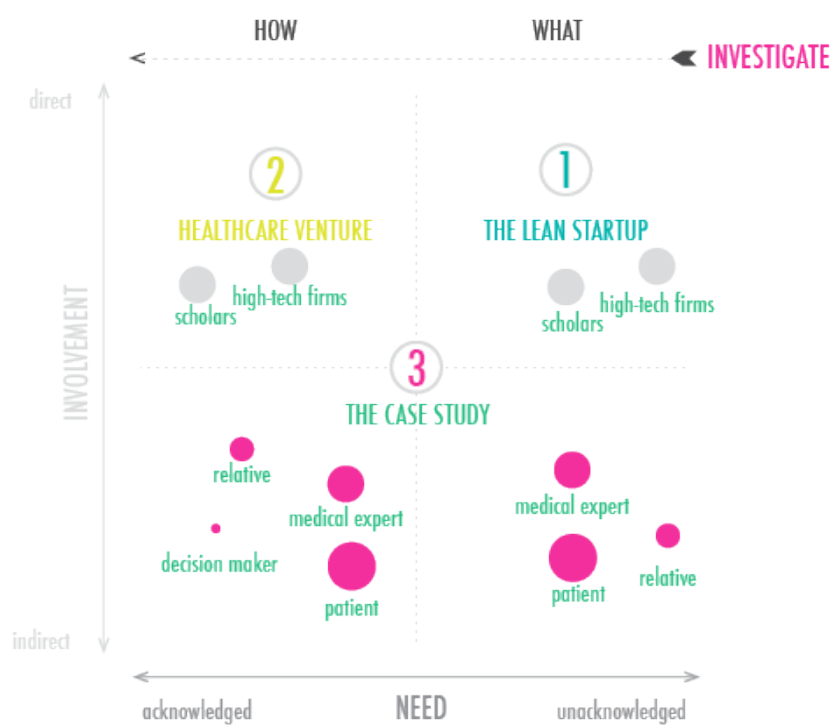 HOW
WHAT
INVESTIGATE
direct
2
1
HEALTHCARE VENTURE
THE LEAN STARTUP
scholars
high-tech firms
scholars
high-tech firms
INVOLVEMENT
3
THE CASE STUDY
relative
medical expert
medical expert
decision maker
relative
patient
patient
indirect
acknowledged
NEED
unacknowledged